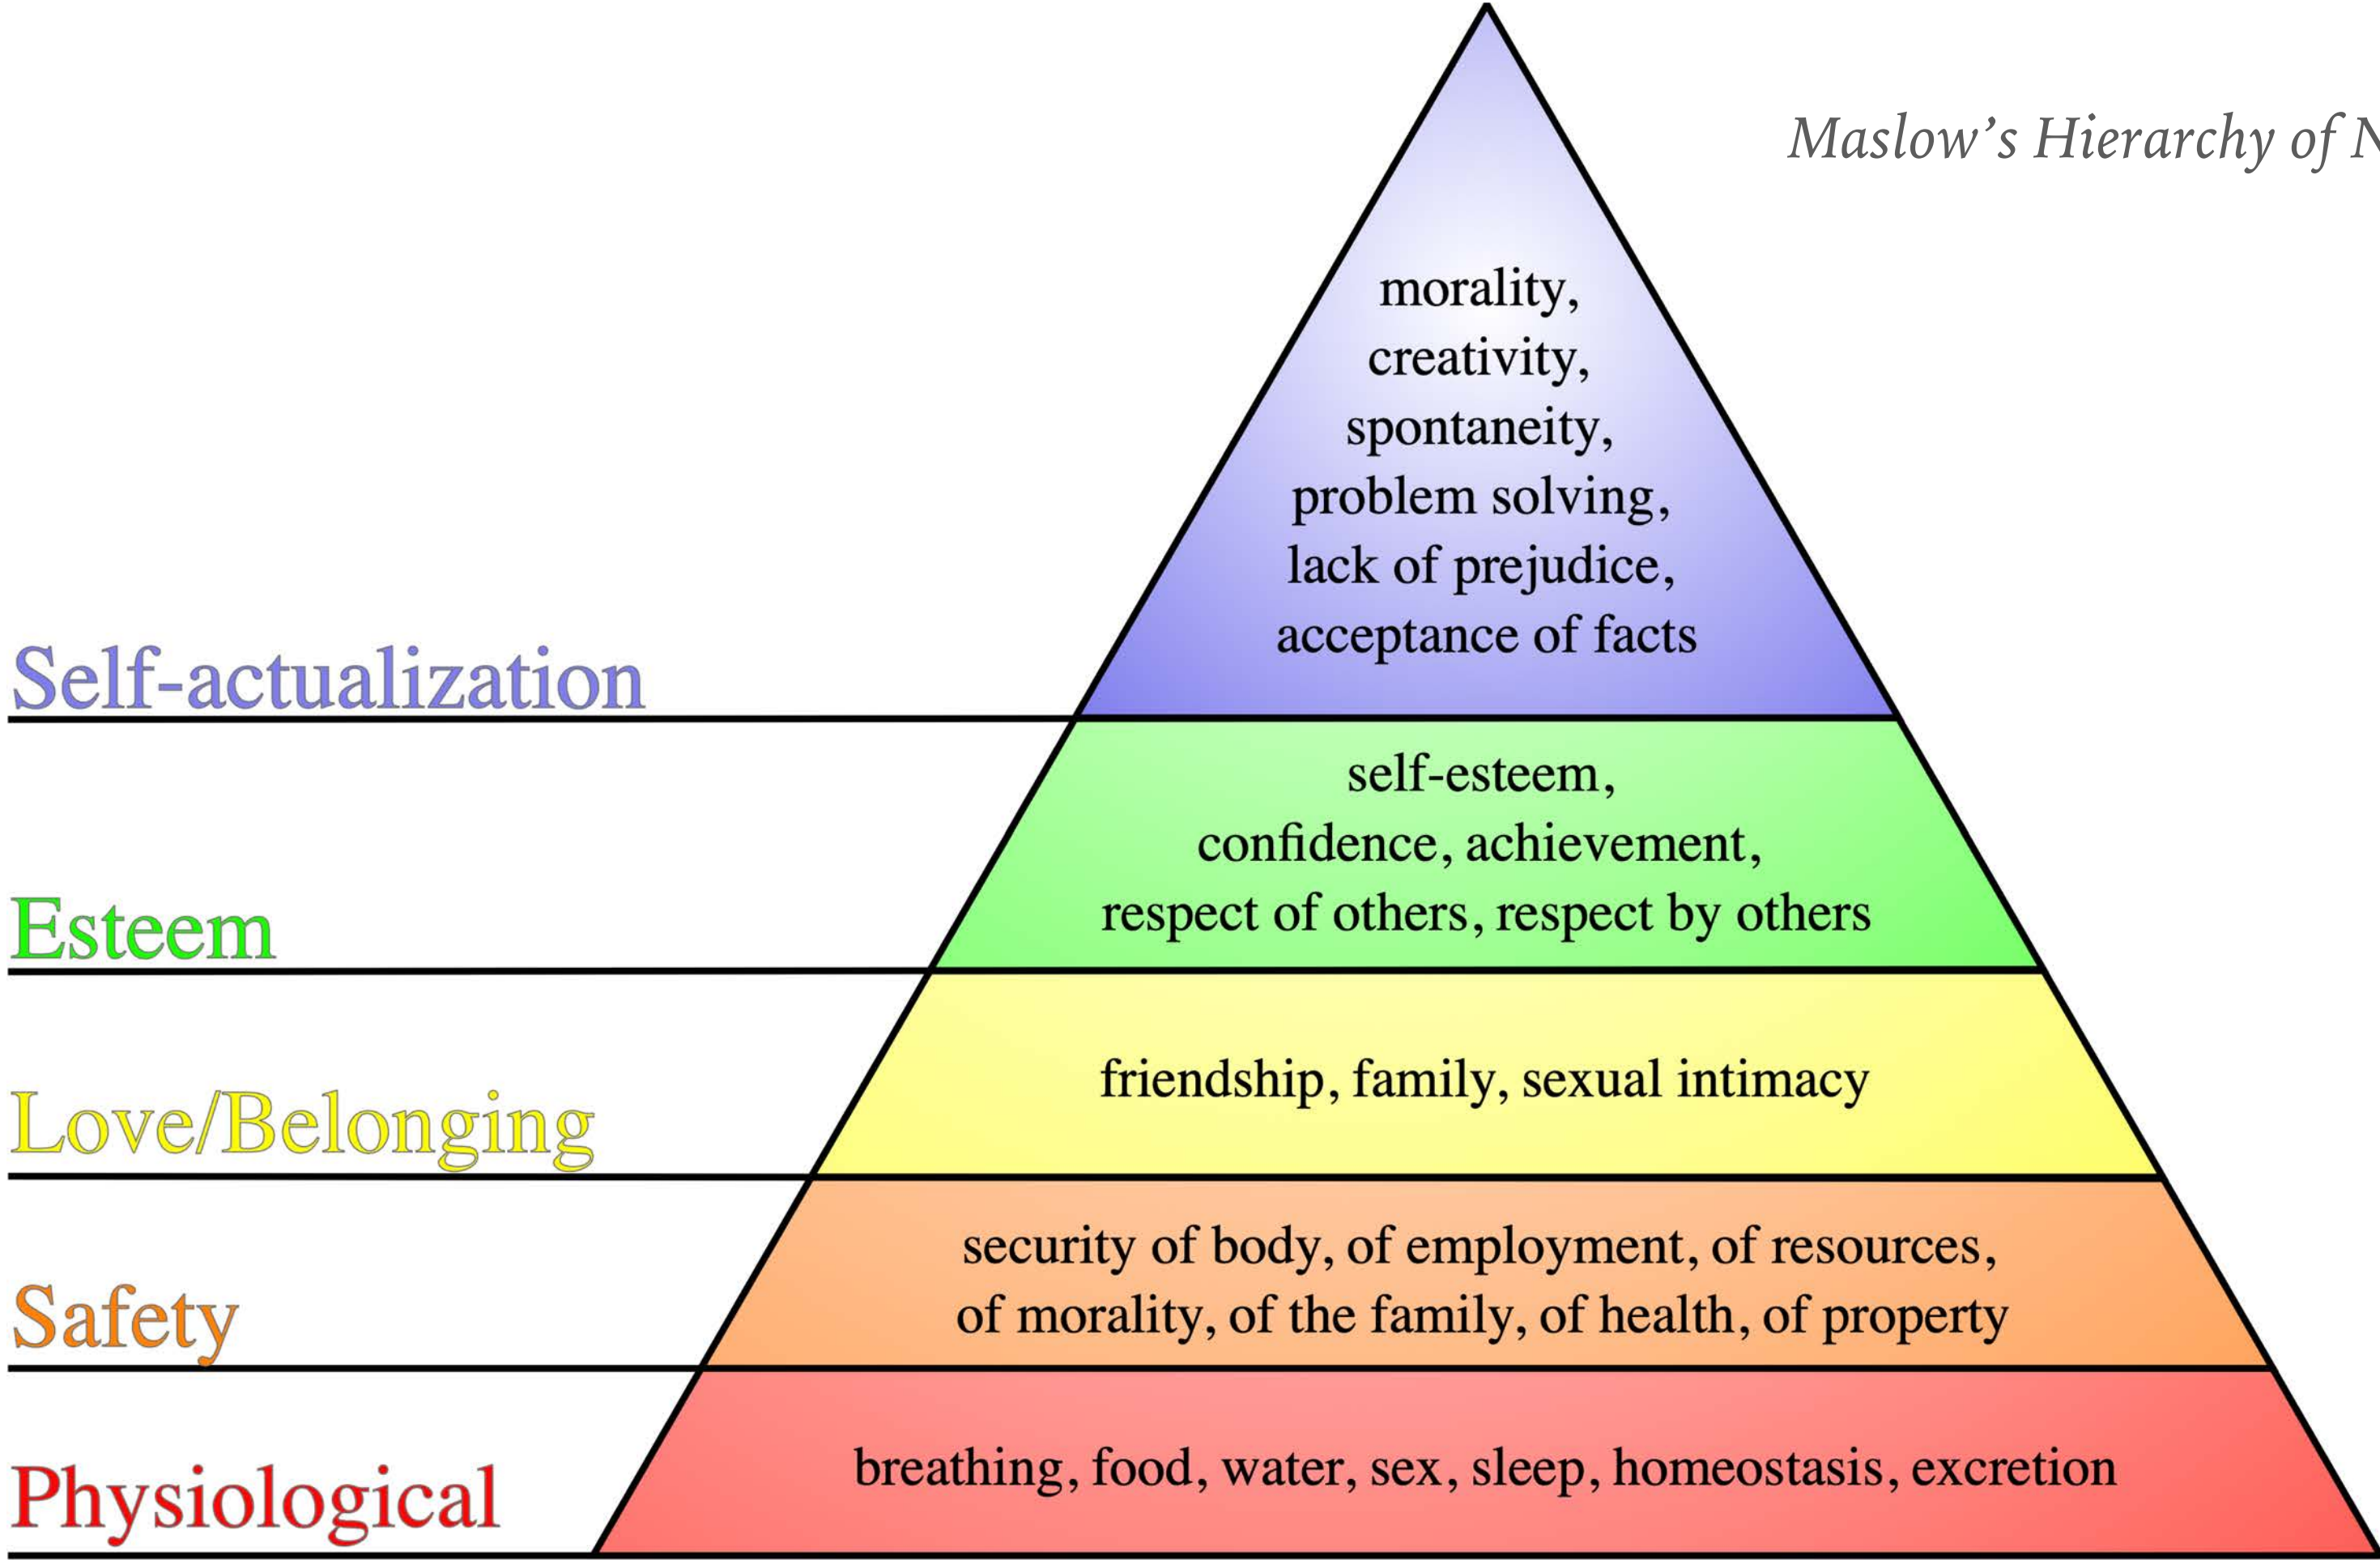 Maslow's Hierarchy of N
morality,
creativity,
spontaneity,
problem solving,
lack of prejudice,
acceptance of facts
Self-actualization
self-esteem,
confidence, achievement,
respect of others, respect by others
Esteem
friendship, family, sexual intimacy
Love/Belonging
security of body, of employment, of resources,
of morality, of the family, of health, of property
Safety
breathing, food, water, sex, sleep, homeostasis, excretion
Physiological